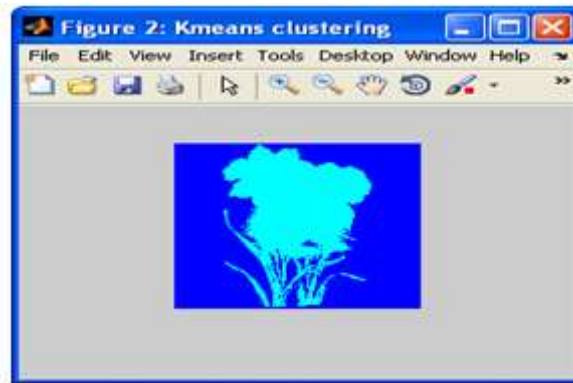 Figure 2: Kmeans clustering
File Edit View Insert Tools Desktop Window Help